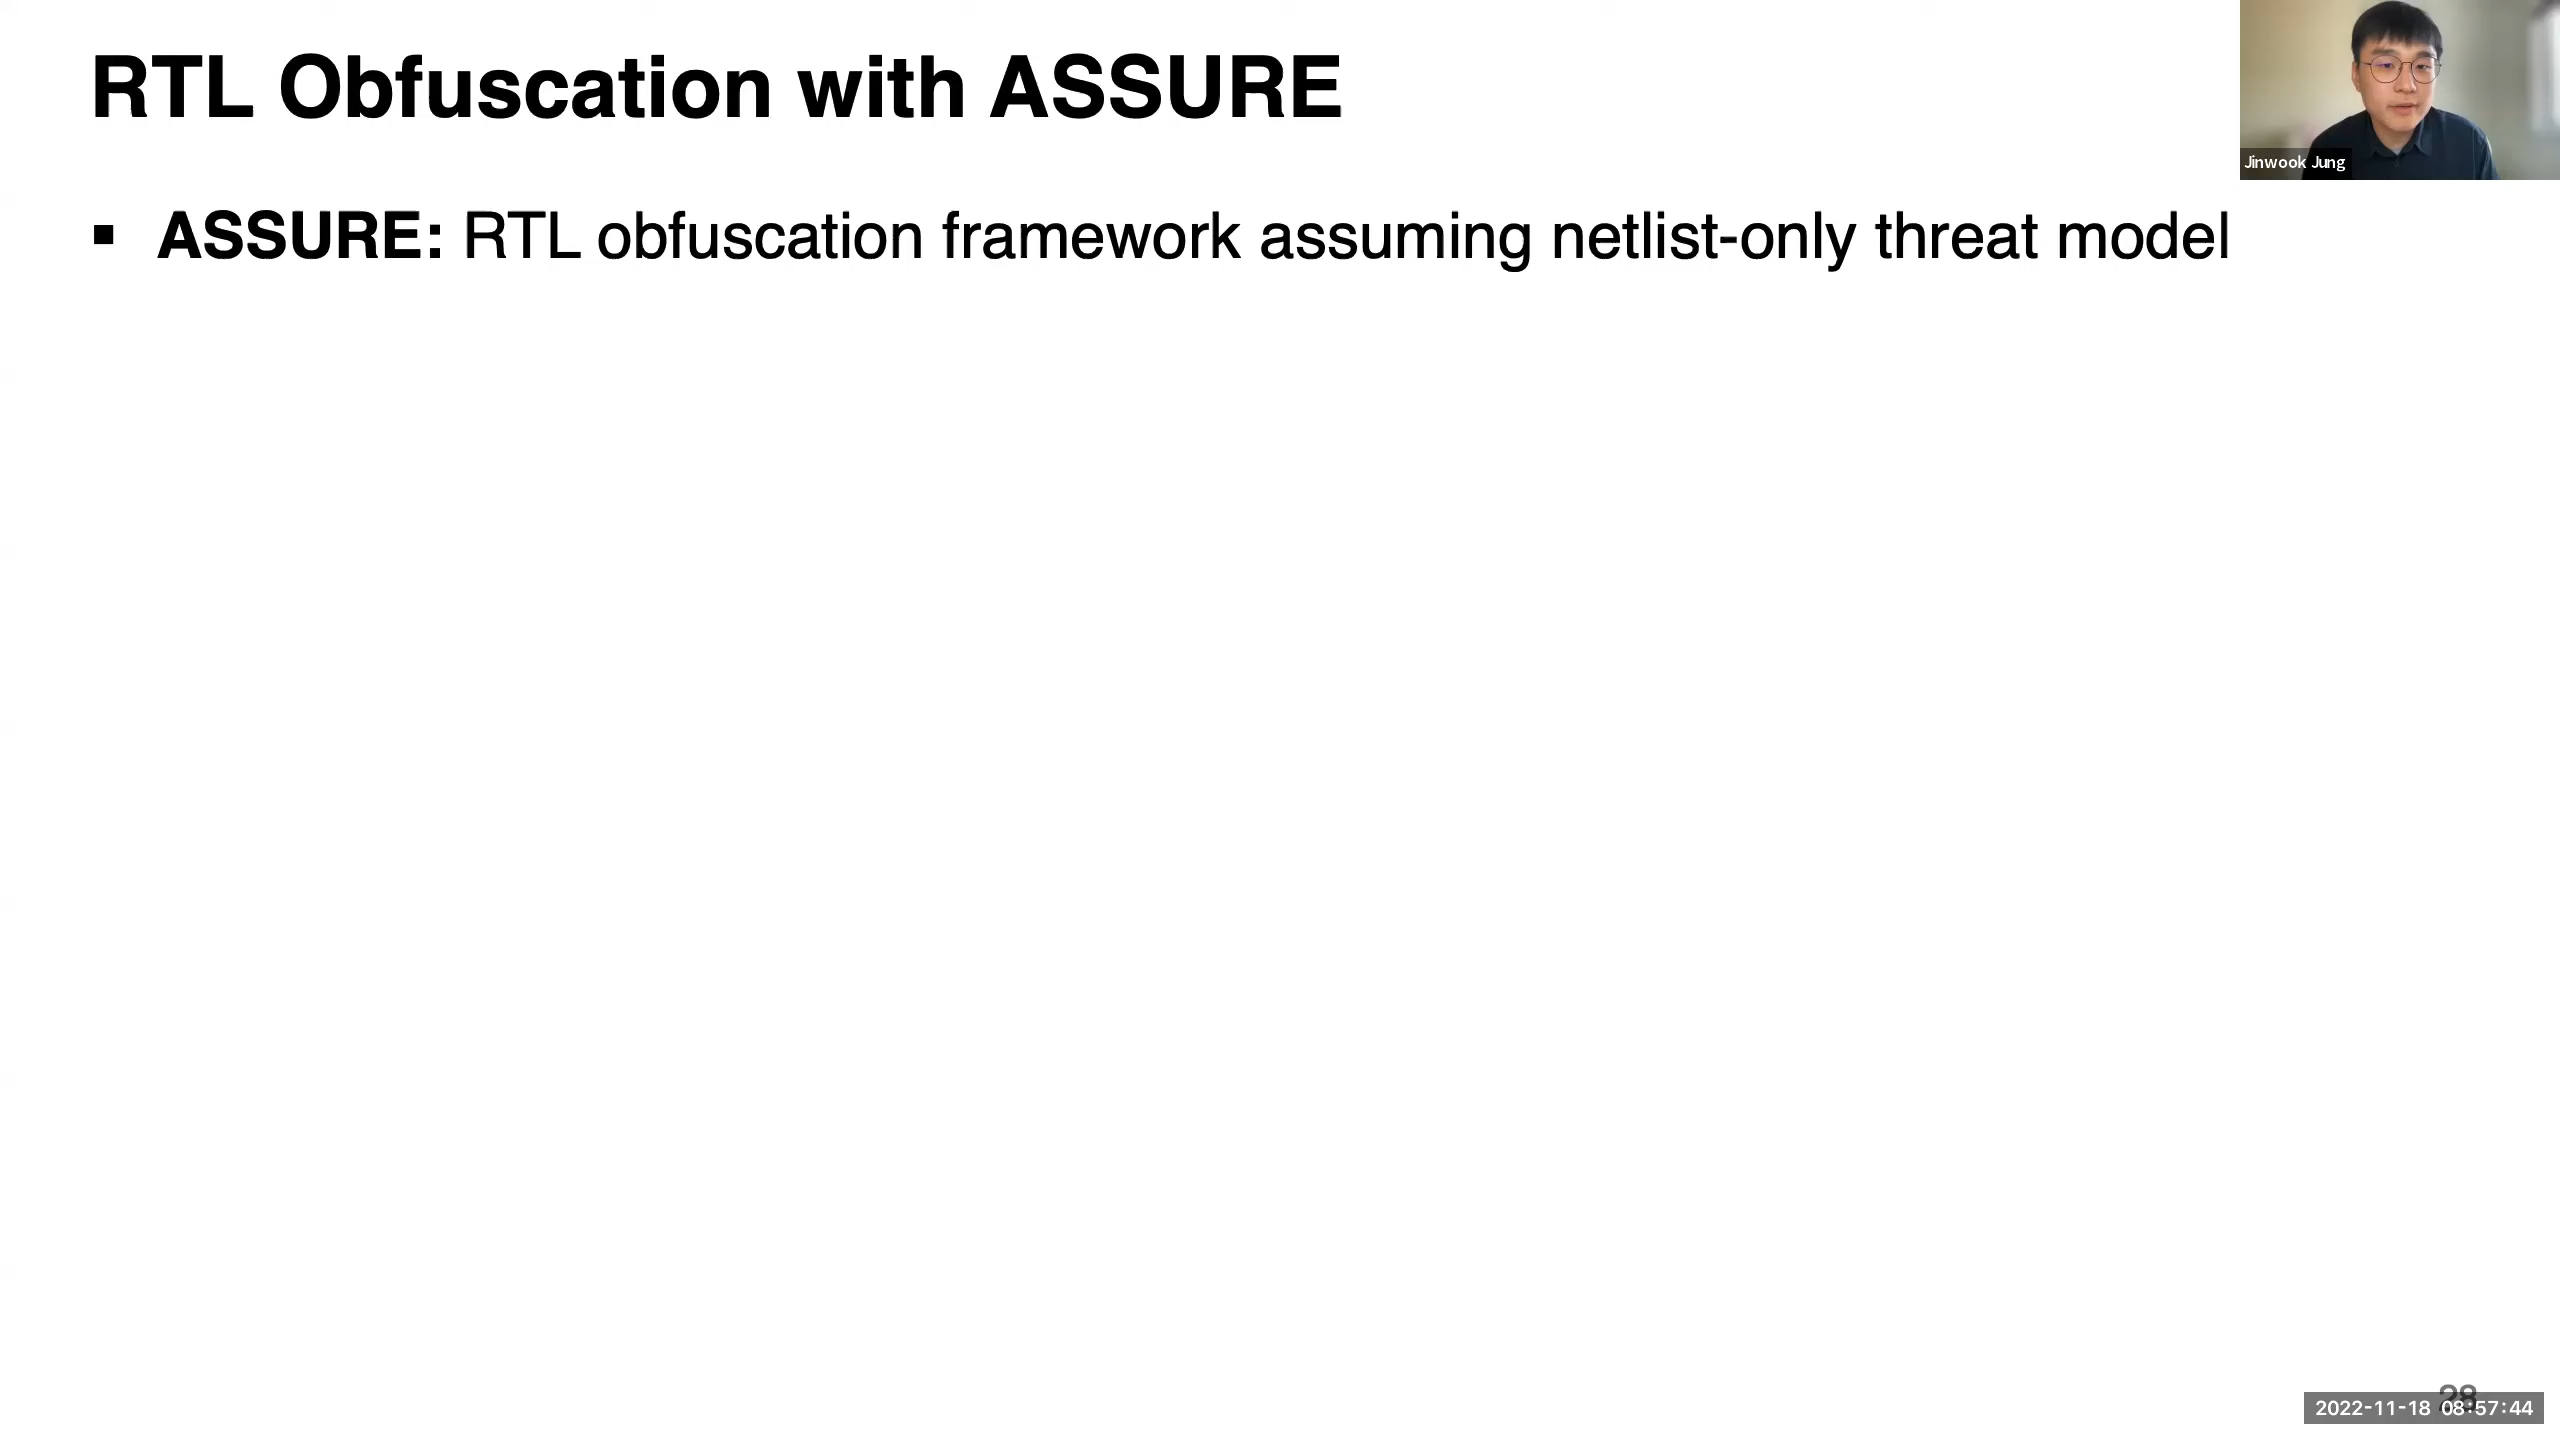 RTL Obfuscation with ASSURE
Jinwook Jung
▪ ASSURE: RTL obfuscation framework assuming netlist-only threat model
28
2022-11-18 08:57:44